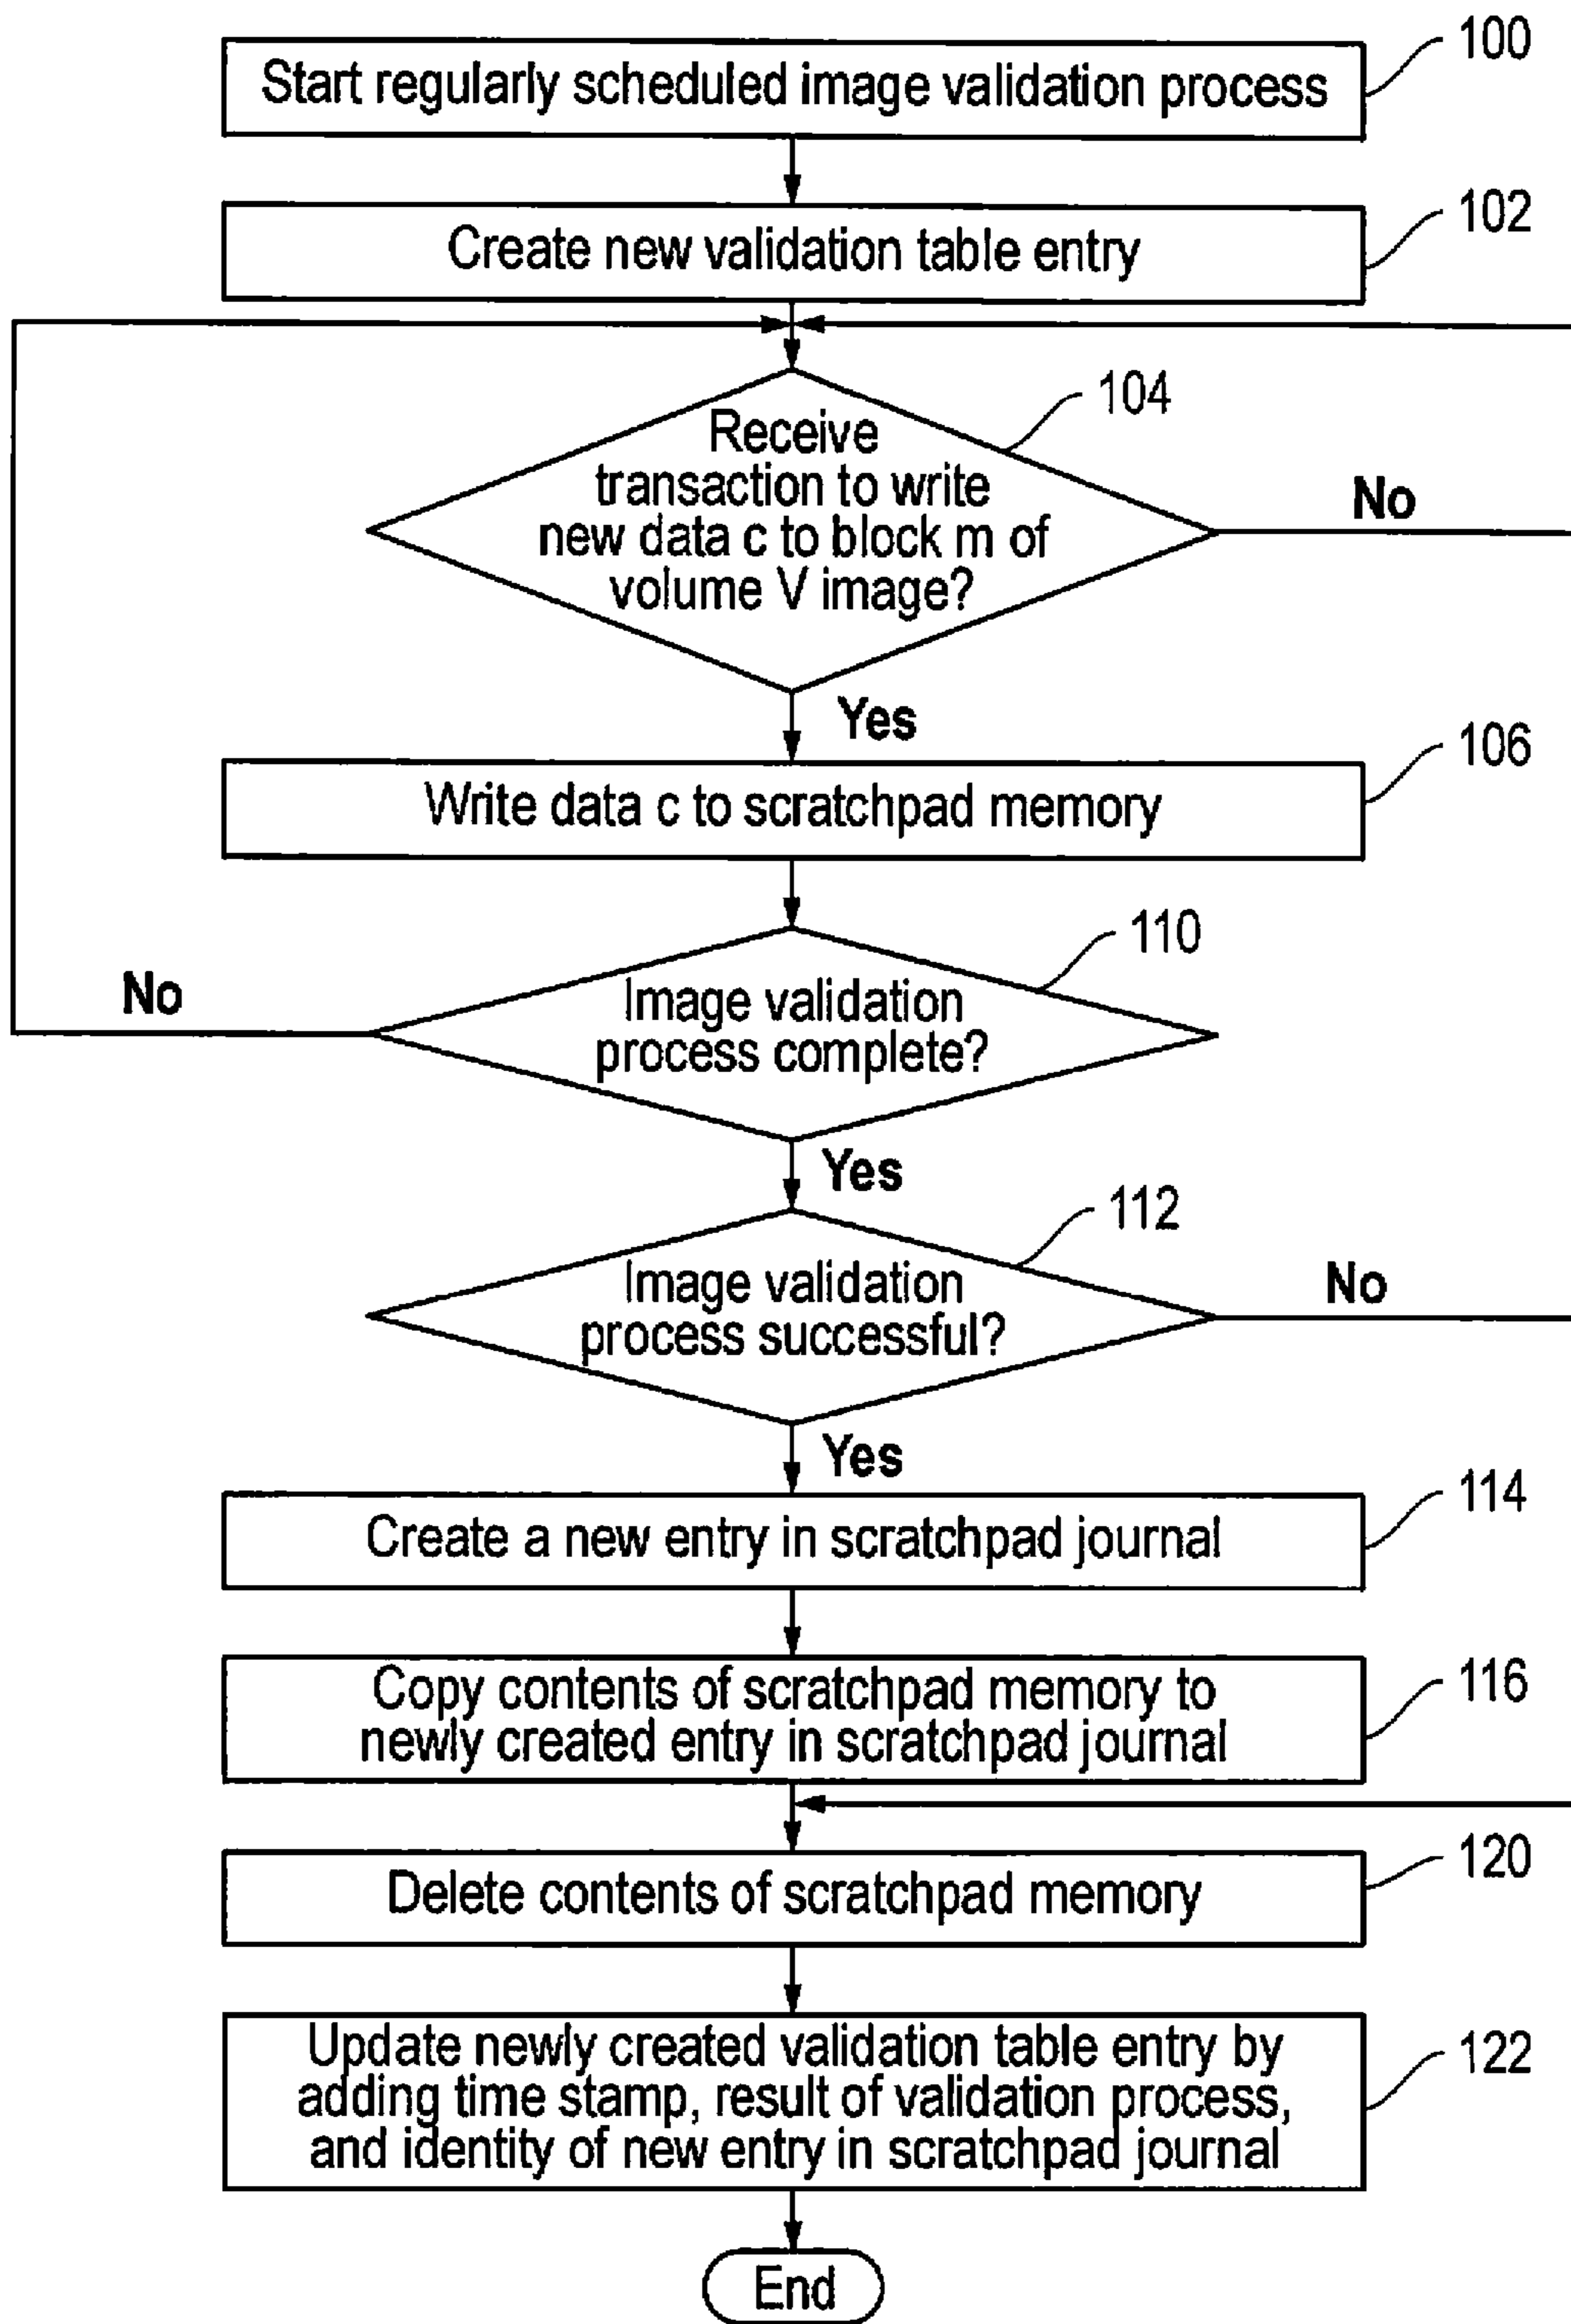 Start regularly scheduled image validation process
100
Create new validation table entry
102
Receive
transaction to write
new data c to block m of
volume V image?
104
No
Yes
Write data c to scratchpad memory
106
Image validation
process complete?
110
No
Yes
Image validation
process successful?
112
No
Yes
Create a new entry in scratchpad journal
114
Copy contents of scratchpad memory to
newly created entry in scratchpad journal
116
Delete contents of scratchpad memory
120
Update newly created validation table entry by
adding time stamp, result of validation process,
and identity of new entry in scratchpad journal
122
End